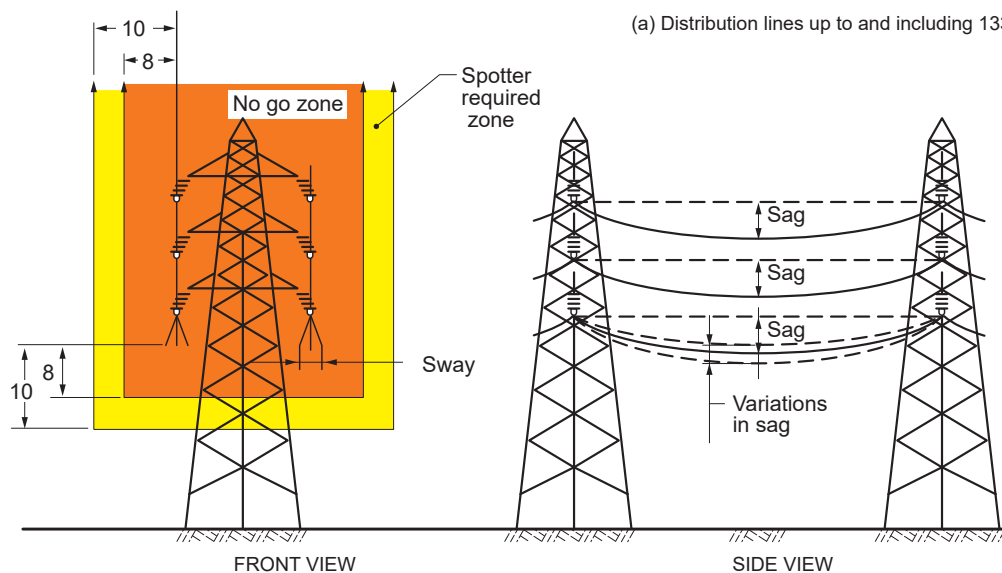 10
(a) Distribution lines up to and including 133
8
Spotter
required
zone
No go zone
Sag
Sag
Sag
8
10
Sway
Variations
in sag
FRONT VIEW
SIDE VIEW